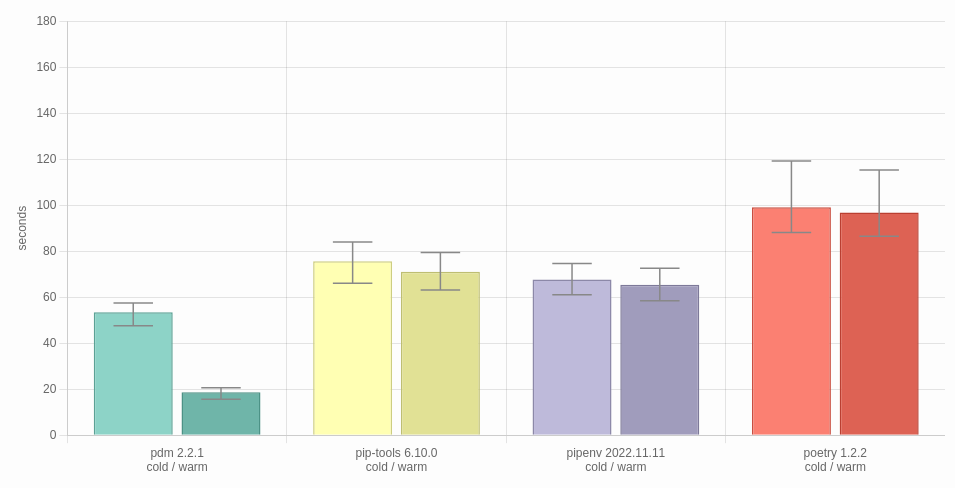 180
160
140
120
100
80
60
40
20
0
seconds
pdm 2.2.1
cold / warm
pip-tools 6.10.0
cold / warm
pipenv 2022.11.11
cold / warm
poetry 1.2.2
cold / warm